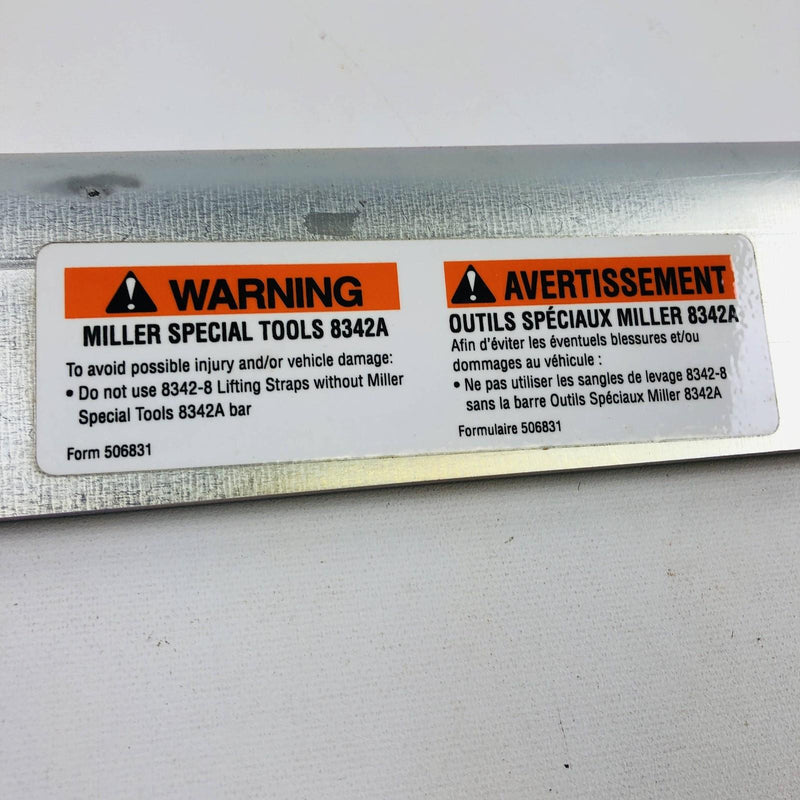 WARNING
MILLER SPECIAL TOOLS 8342A
To avoid possible injury and/or vehicle damage:
• Do not use 8342-8 Lifting Straps without Miller
Special Tools 8342A bar
Form 506831
AVERTISSEMENT
OUTILS SPÉCIAUX MILLER 8342A
Afin d'éviter les éventuels blessures et/ou
dommages au véhicule :
• Ne pas utiliser les sangles de levage 8342-8
sans la barre Outils Spéciaux Miller 8342A
Formulaire 506831